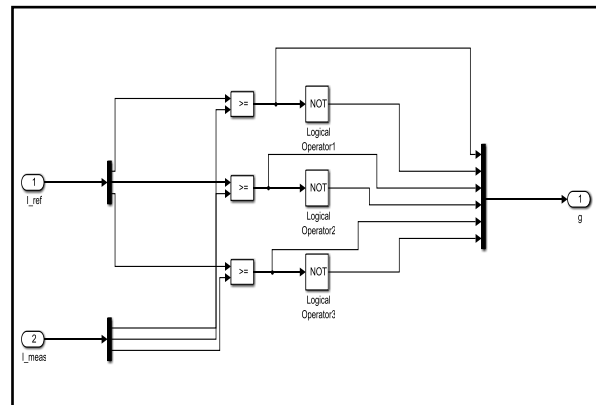 >=
NOT
Logical
Operator1
1
I_ref
>=
NOT
Logical
Operator2
1
g
>=
NOT
Logical
Operator3
2
I_meas